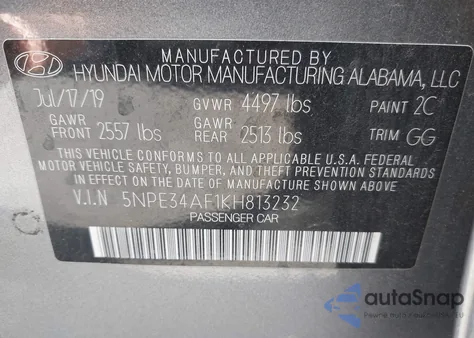 MANUFACTURED BY
HYUNDAI MOTOR MANUFACTURING ALABAMA, LLC
Jul/17/19 GVWR 4497 lbs PAINT 2C
GAWR FRONT 2557 lbs GAWR REAR 2513 lbs TRIM GG
THIS VEHICLE CONFORMS TO ALL APPLICABLE U.S.A. FEDERAL
MOTOR VEHICLE SAFETY, BUMPER, AND THEFT PREVENTION
STANDARDS IN EFFECT ON THE DATE OF MANUFACTURE SHOWN ABOVE.
V.I.N 5NPE34AF1KH813232
PASSENGER CAR
autoSnap